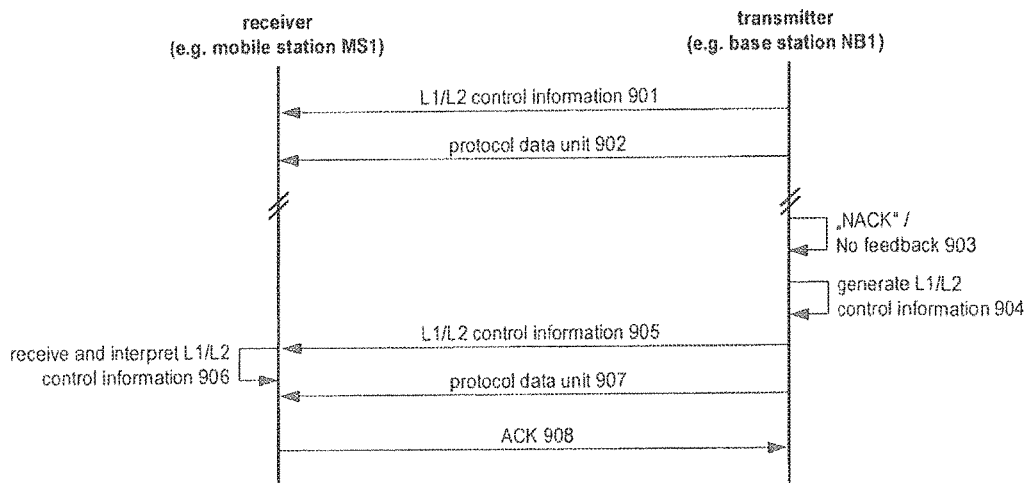 receiver
(e.g. mobile station MS1)
transmitter
(e.g. base station NB1)
L1/L2 control information 901
protocol data unit 902
„NACK“ /
No feedback 903
generate L1/L2
control information 904
L1/L2 control information 905
receive and interpret L1/L2
control information 906
protocol data unit 907
ACK 908